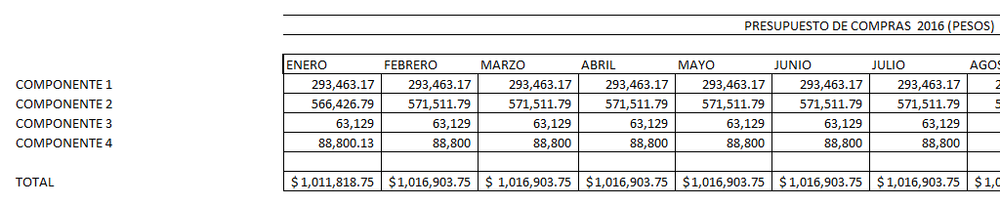 PRESUPUESTO DE COMPRAS 2016 (PESOS)
ENERO FEBRERO MARZO ABRIL MAYO JUNIO JULIO AGOS
COMPONENTE 1 293,463.17 293,463.17 293,463.17 293,463.17 293,463.17 293,463.17 293,463.17 2
COMPONENTE 2 566,426.79 571,511.79 571,511.79 571,511.79 571,511.79 571,511.79 571,511.79 5
COMPONENTE 3 63,129 63,129 63,129 63,129 63,129 63,129 63,129
COMPONENTE 4 88,800.13 88,800 88,800 88,800 88,800 88,800 88,800
TOTAL $ 1,011,818.75 $ 1,016,903.75 $ 1,016,903.75 $ 1,016,903.75 $ 1,016,903.75 $ 1,016,903.75 $ 1,016,903.75 $ 1,0